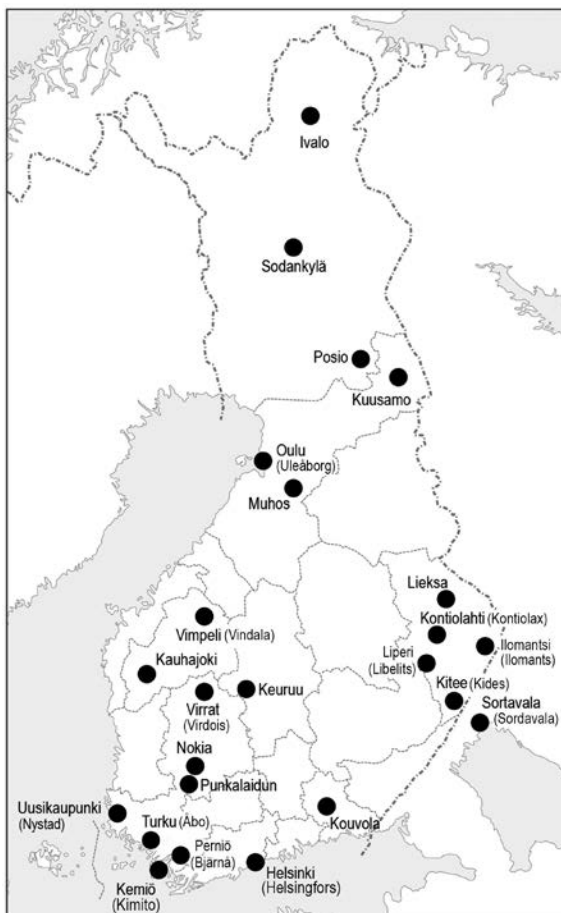 Ivalo
Sodankylä
Posio
Kuusamo
Oulu
(Uleåborg)
Muhos
Lieksa
Kontiolahti (Kontiolax)
Vimpeli (Vindala)
Ilomantsi
(Ilomants)
Liperi
(Libelits)
Kauhajoki
Keuruu
Kitee (Kides)
Virrat
(Virdois)
Sortavala
(Sordavala)
Nokia
Punkalaidun
Uusikaupunki
(Nystad)
Turku (Åbo)
Kouvola
Perniö
(Bjärnå)
Helsinki
(Helsingfors)
Kemiö
(Kimito)